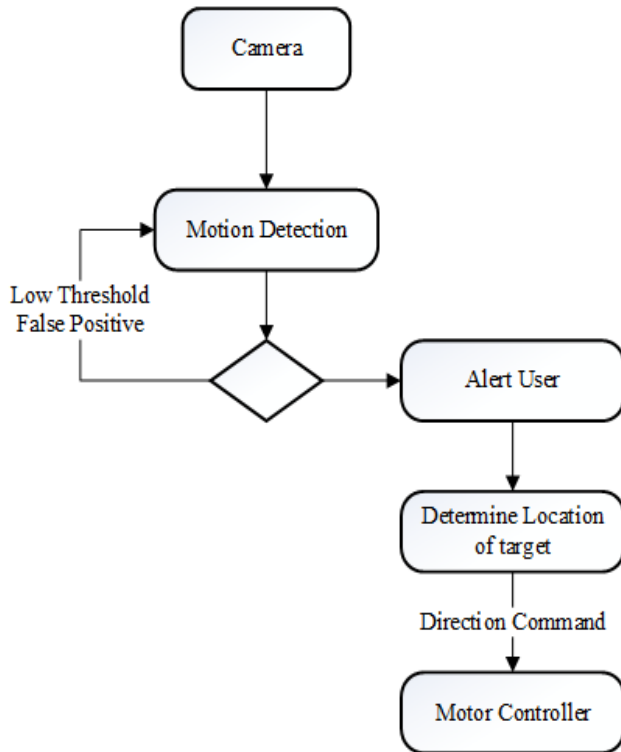 Camera
Motion Detection
Low Threshold
False Positive
Alert User
Determine Location
of target
Direction Command
Motor Controller